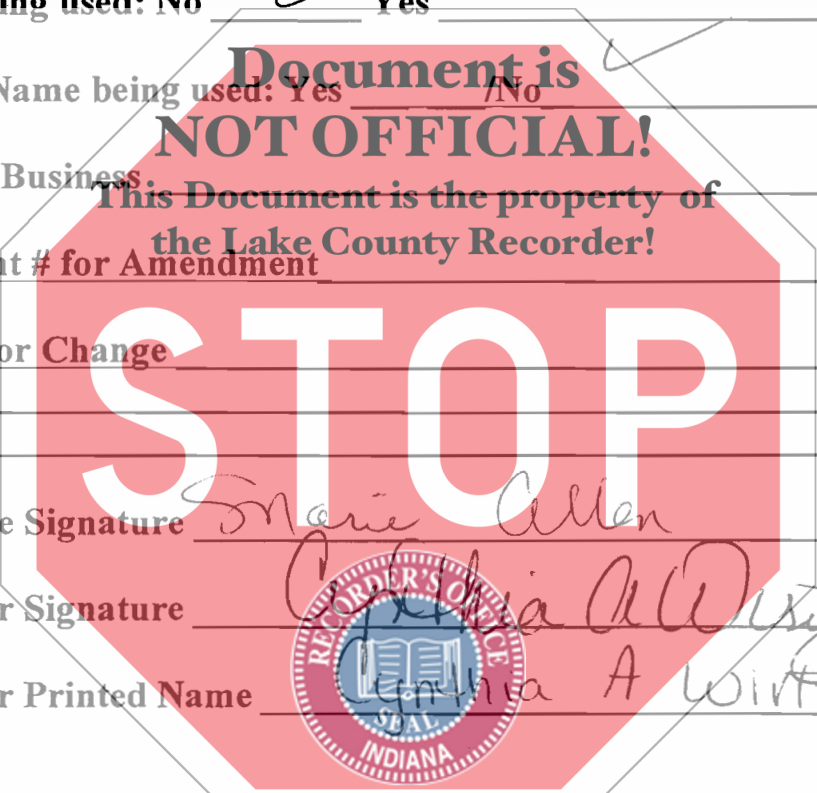 ing used: No Yes
Name being used: Yes /No
Document is
NOT OFFICIAL!
Business
This Document is the property of
the Lake County Recorder!
nt # for Amendment
or Change
STOP
e Signature Marie Allen
r Signature Cynthia A
RECORDER'S OFFICE
r Printed Name Cynthia A Wirt
SEAL
INDIANA